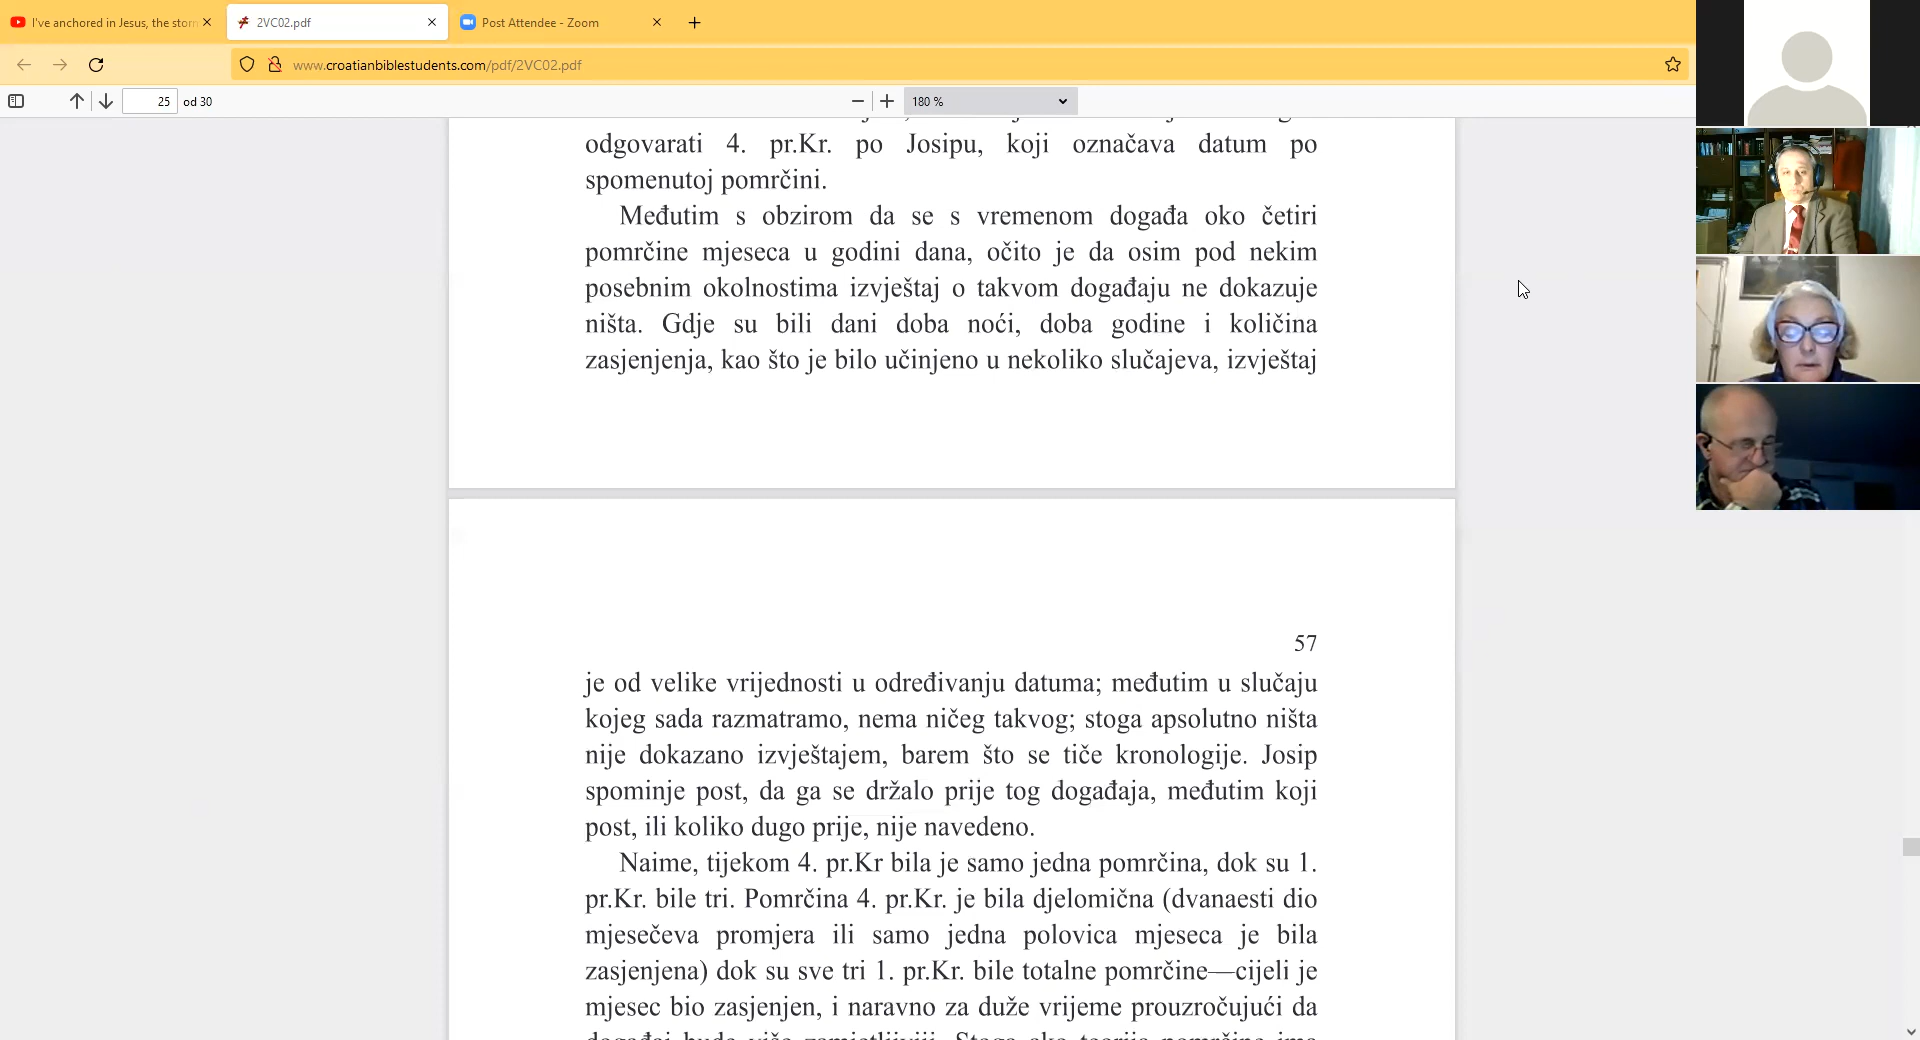 I've anchored in Jesus, the stor
2VC02.pdf
Post Attendee - Zoom
www.croatianbiblestudents.com/pdf/2VC02.pdf
25 od 30
180 %
odgovarati 4. pr.Kr. po Josipu, koji označava datum po
spomenutoj pomrčini.
Međutim s obzirom da se s vremenom događa oko četiri
pomrčine mjeseca u godini dana, očito je da osim pod nekim
posebnim okolnostima izvještaj o takvom događaju ne dokazuje
ništa. Gdje su bili dani doba noći, doba godine i količina
zasjenjenja, kao što je bilo učinjeno u nekoliko slučajeva, izvještaj
57
je od velike vrijednosti u određivanju datuma; međutim u slučaju
kojeg sada razmatramo, nema ničeg takvog; stoga apsolutno ništa
nije dokazano izvještajem, barem što se tiče kronologije. Josip
spominje post, da ga se držalo prije tog događaja, međutim koji
post, ili koliko dugo prije, nije navedeno.
Naime, tijekom 4. pr.Kr bila je samo jedna pomrčina, dok su 1.
pr.Kr. bile tri. Pomrčina 4. pr.Kr. je bila djelomična (dvanaesti dio
mjesečeva promjera ili samo jedna polovica mjeseca je bila
zasjenjena) dok su sve tri 1. pr.Kr. bile totalne pomrčine—cijeli je
mjesec bio zasjenjen, i naravno za duže vrijeme prouzročujući da